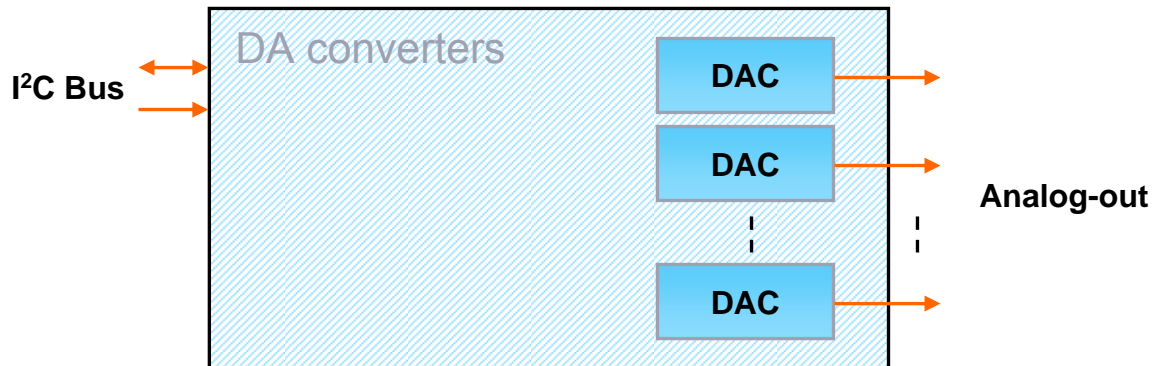 DA converters
DAC
I²C Bus
DAC
Analog-out
DAC